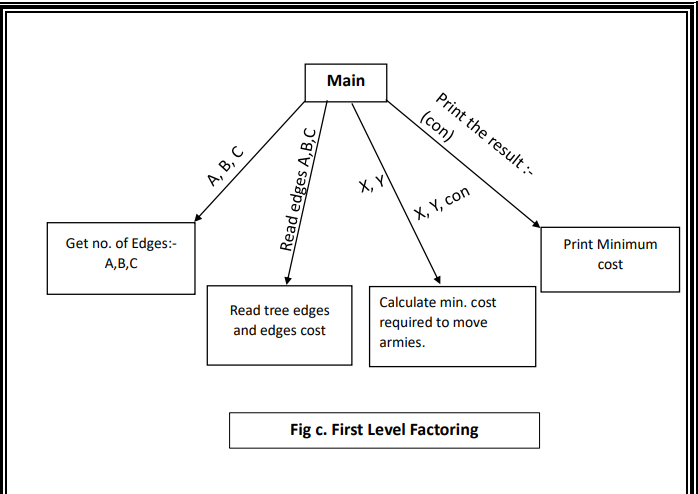 Main
A, B, C
Read edges A,B,C
X, Y
X, Y, con
Print the result :-
(con)
Get no. of Edges:-
A,B,C
Read tree edges
and edges cost
Calculate min. cost
required to move
armies.
Print Minimum
cost
Fig c. First Level Factoring